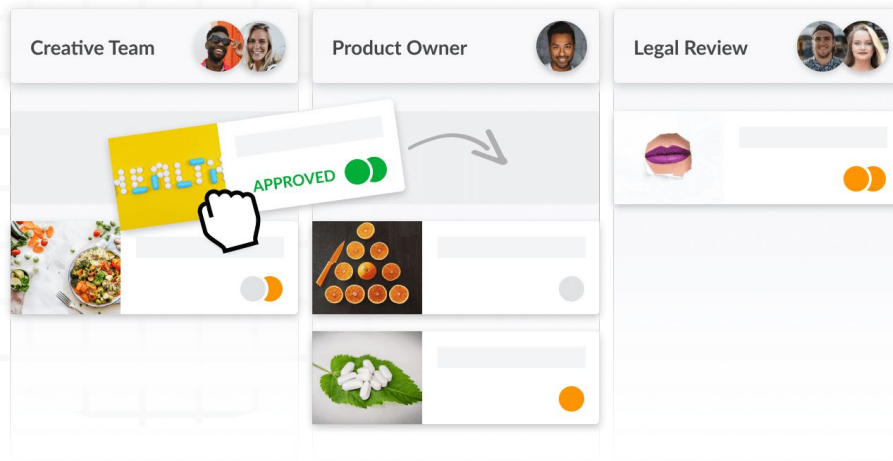 Creative Team
Product Owner
Legal Review
HEALTH
APPROVED